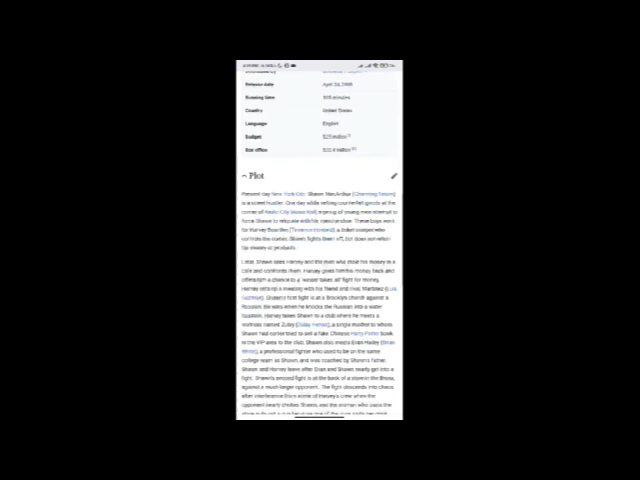 Release date April 24, 2009
Running time 105 minutes
Country United States
Language English
Budget $25 million
Box office million
Plot
Present day New York City: Shawn MacArthur (Channing Tatum)
is a street hustler. One day while selling counterfeit goods at the
corner of Radio City Music Hall, a group of young men attempt to
force Shawn to relocate with his open produce. These boys work
for Harvey Boarden (Terrence Howard), a ticket scalper who
controls the corner. Shawn fights them off, but does not when
his money or products.
Later, Shawn sees Harvey and the men who stole his money in a
cafe and confronts them. Harvey gives him his money back and
offers him a chance to a "winner takes all" fight for money.
Harvey sets up a meeting with his friend and rival, Martinez (Luis
Guzmán). Shawn's first fight is at a Brooklyn church against a
Russian. He wins when he knocks the Russian into a water
fountain. Harvey takes Shawn to a club where he meets a
waitress named Zulay (Zulay Henao), a single mother to whom
Shawn had earlier tried to sell a fake Chinese Harry Potter book
in the VIP area to the club. Shawn also meets Evan Hailey (Brian
White), a professional fighter who used to be on the same
college team as Shawn, and was coached by Shawn's father.
Shawn and Harvey leave after Evan and Shawn nearly get into a
fight. Shawn's second fight is at the back of a store in the Bronx,
against a much larger opponent. The fight descends into chaos
after interference from some of Harvey's crew when the
opponent nearly chokes Shawn, and the woman who owns the